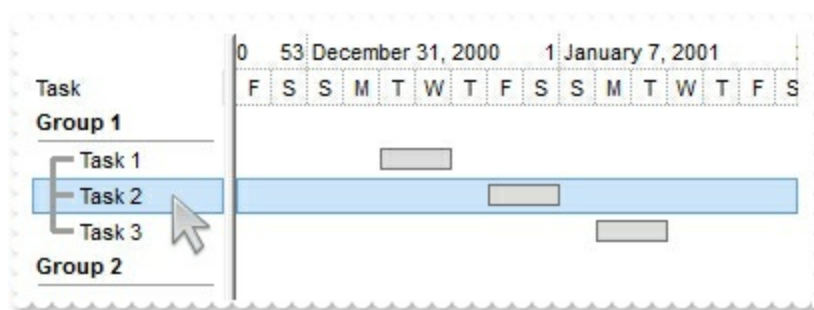 0 53 December 31, 2000 1 January 7, 2001
Task F S S M T W T F S S M T W T F S
Group 1
Task 1
Task 2
Task 3
Group 2